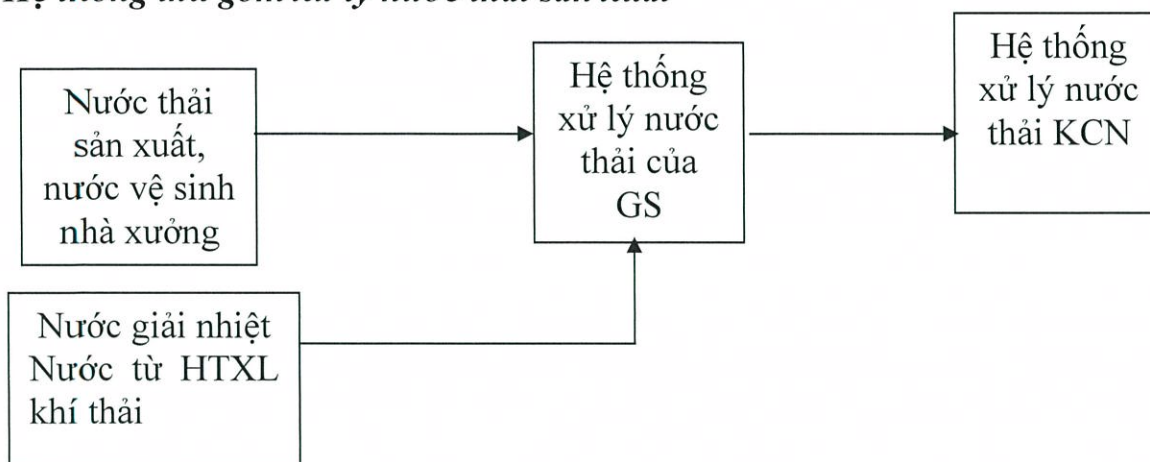 Nước thải
sản xuất,
nước vệ sinh
nhà xưởng
Hệ thống
xử lý nước
thải của
GS
Hệ thống
xử lý nước
thải KCN
Nước giải nhiệt
Nước từ HTXL
khí thải